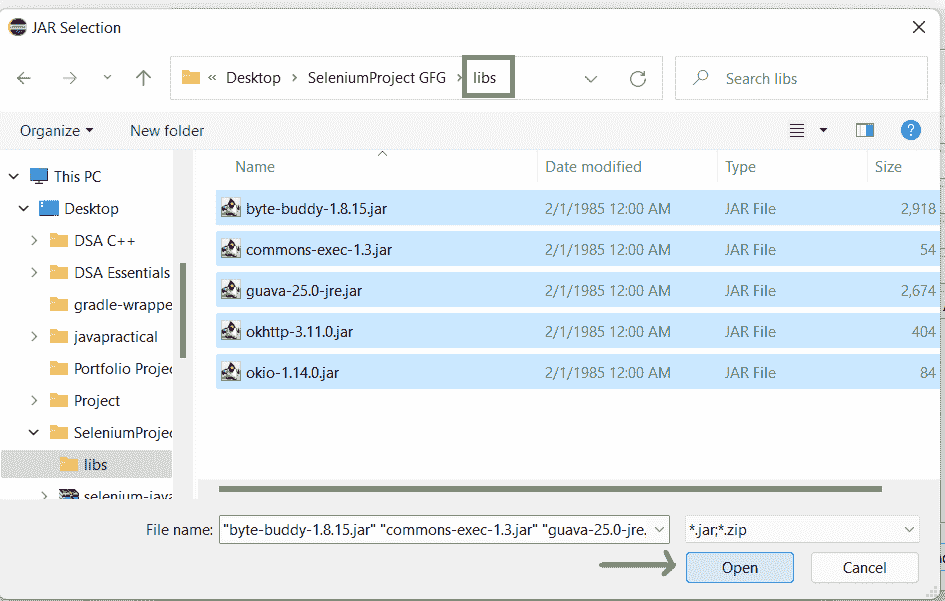 JAR Selection
« Desktop > SeleniumProject GFG > libs
Search libs
Organize New folder
?
Name Date modified Type Size
This PC
Desktop
DSA C++
DSA Essentials
gradle-wrappe
javapractical
Portfolio Projec
Project
SeleniumProjec
libs
selenium-java
byte-buddy-1.8.15.jar 2/1/1985 12:00 AM JAR File 2,918
commons-exec-1.3.jar 2/1/1985 12:00 AM JAR File 54
guava-25.0-jre.jar 2/1/1985 12:00 AM JAR File 2,674
okhttp-3.11.0.jar 2/1/1985 12:00 AM JAR File 404
okio-1.14.0.jar 2/1/1985 12:00 AM JAR File 84
File name: "byte-buddy-1.8.15.jar" "commons-exec-1.3.jar" "guava-25.0-jre. *.jar;*.zip
Open Cancel